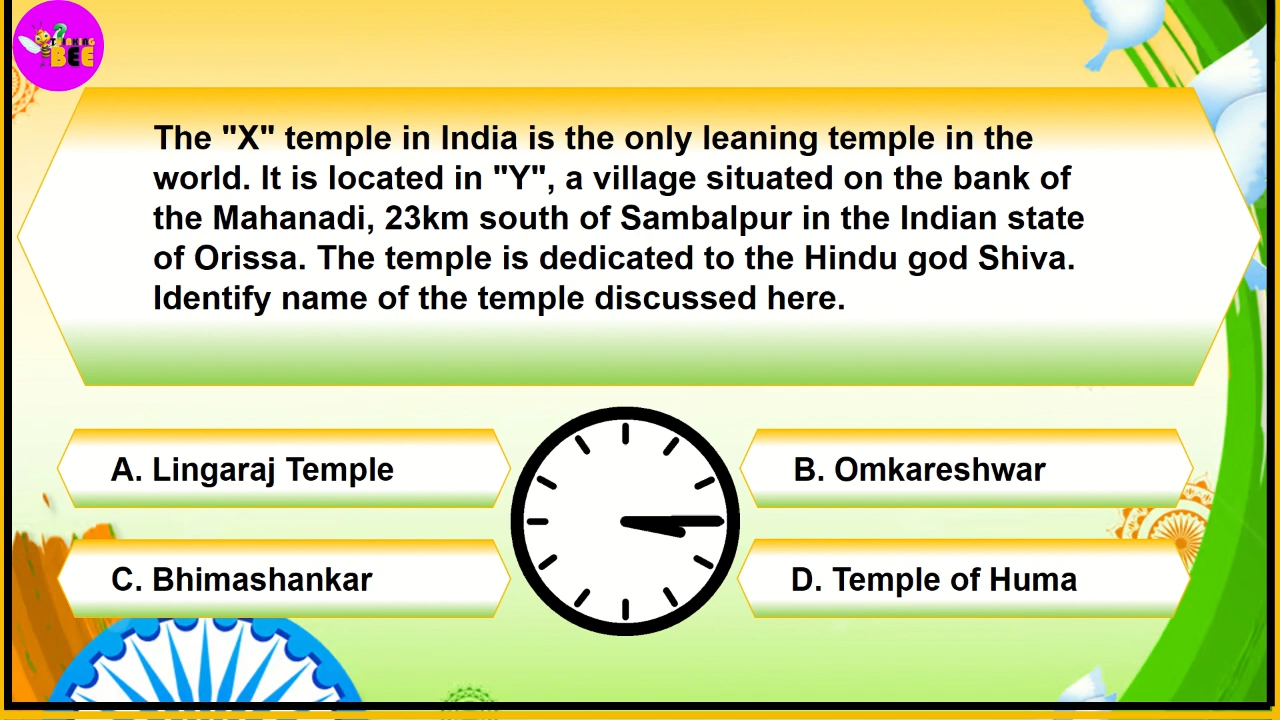 The "X" temple in India is the only leaning temple in the
world. It is located in "Y", a village situated on the bank of
the Mahanadi, 23km south of Sambalpur in the Indian state
of Orissa. The temple is dedicated to the Hindu god Shiva.
Identify name of the temple discussed here.
A. Lingaraj Temple
B. Omkareshwar
C. Bhimashankar
D. Temple of Huma
BEE